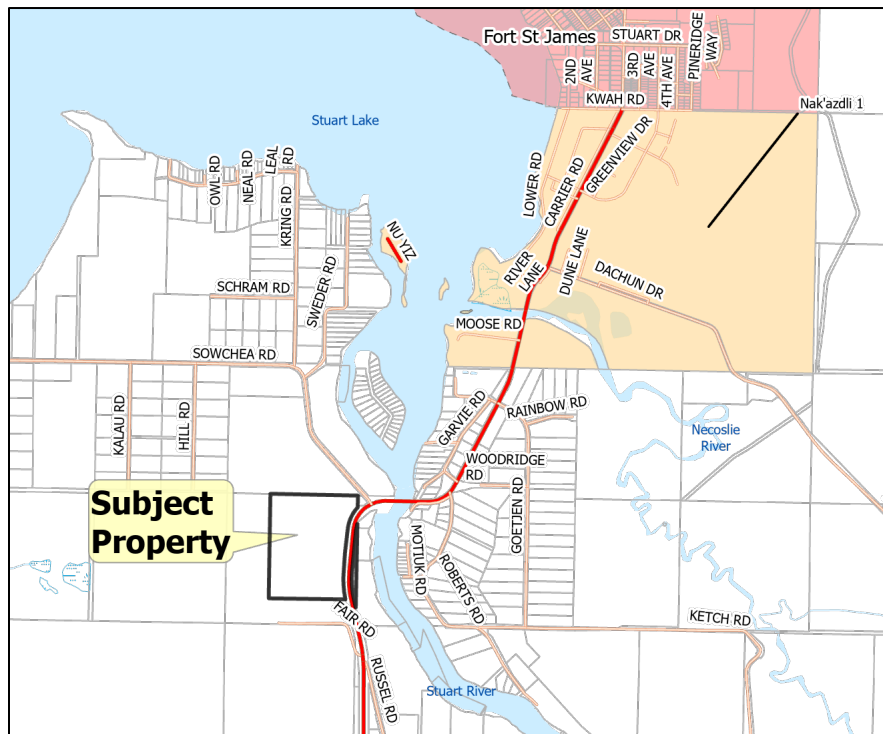 Fort St James
STUART DR
2ND
AVE
3RD
AVE
4TH AVE
PINERIDGE
WAY
KWAH RD
Nak'azdli 1
Stuart Lake
OWL RD
NEAL RD
LEAL
RD
KRING RD
LOWER RD
CARRIER RD
GREENVIEW DR
NU YIZ
RIVER
LANE
DUNE LANE
DACHUN DR
SCHRAM RD
SWEDER RD
MOOSE RD
SOWCHEA RD
KALAU RD
HILL RD
GARVIE RD
RAINBOW RD
Necoslie
River
WOODRIDGE
RD
GOETJEN RD
Subject
Property
MOTIUK RD
ROBERTS RD
FAIR RD
KETCH RD
RUSSEL RD
Stuart River